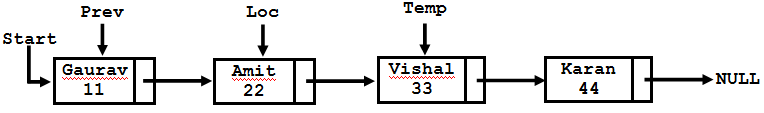 Prev
Loc
Temp
Start
Gaurav
11
Amit
22
Vishal
33
Karan
44
NULL